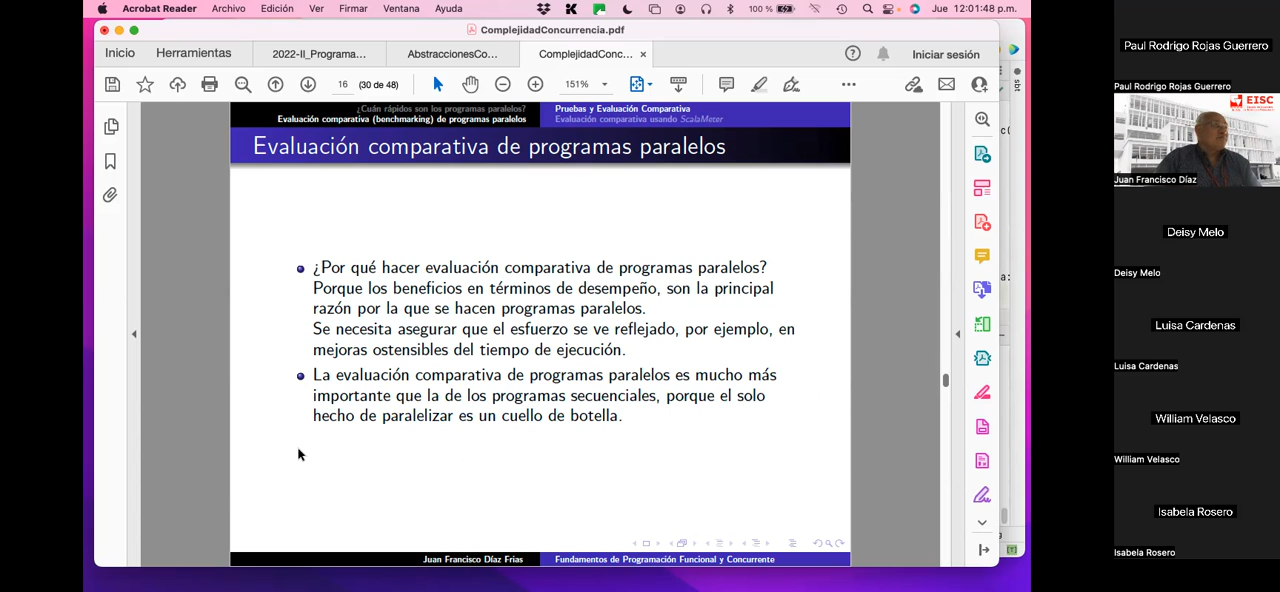 Acrobat Reader Archivo Edición Ver Firmar Ventana Ayuda 100 % Jue 12:01:48 p.m.
ComplejidadConcurrencia.pdf
Inicio Herramientas 2022-II_Programa... AbstraccionesCo... ComplejidadConc... × Iniciar sesión
16 (30 de 48) 151%
¿Cuán rápidos son los programas paralelos?
Evaluación comparativa (benchmarking) de programas paralelos
Pruebas y Evaluación Comparativa
Evaluación comparativa usando ScalaMeter
Evaluación comparativa de programas paralelos
¿Por qué hacer evaluación comparativa de programas paralelos?
Porque los beneficios en términos de desempeño, son la principal
razón por la que se hacen programas paralelos.
Se necesita asegurar que el esfuerzo se ve reflejado, por ejemplo, en
mejoras ostensibles del tiempo de ejecución.
La evaluación comparativa de programas paralelos es mucho más
importante que la de los programas secuenciales, porque el solo
hecho de paralelizar es un cuello de botella.
Juan Francisco Díaz Frias Fundamentos de Programación Funcional y Concurrente
sbt
Paul Rodrigo Rojas Guerrero
Paul Rodrigo Rojas Guerrero
EISC
Juan Francisco Díaz
Deisy Melo
Deisy Melo
Luisa Cardenas
Luisa Cardenas
William Velasco
William Velasco
Isabela Rosero
Isabela Rosero